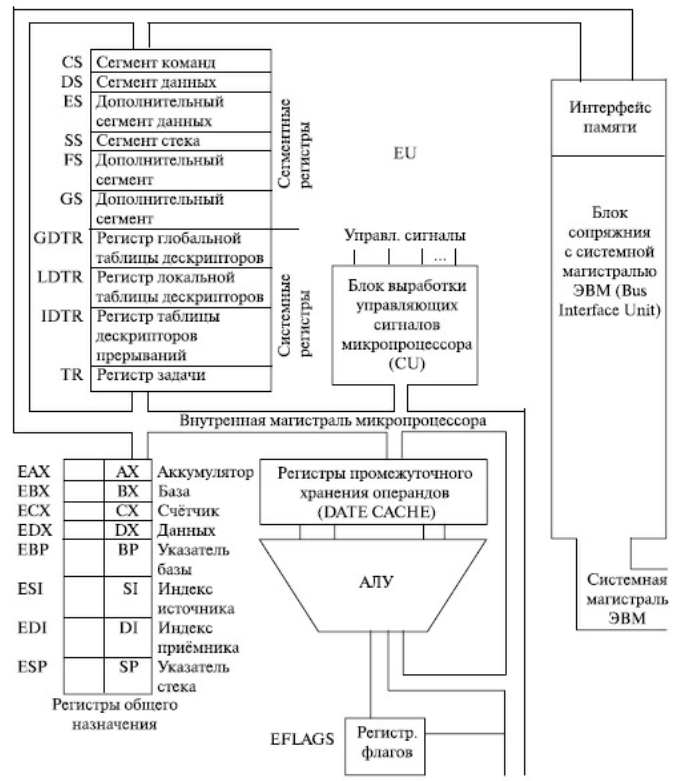 CS Сегмент команд
DS Сегмент данных
ES Дополнительный
сегмент данных
SS Сегмент стека
FS Дополнительный
сегмент
GS Дополнительный
сегмент
Сегментные
регистры
GDTR Регистр глобальной
таблицы дескрипторов
LDTR Регистр локальной
таблицы дескрипторов
IDTR Регистр таблицы
дескрипторов
прерываний
TR Регистр задачи
Системные
регистры
EU
Управл. сигналы
...
Блок выработки
управляющих
сигналов
микропроцессора
(CU)
Интерфейс
памяти
Блок
сопряжния
с системной
магистралью
ЭВМ (Bus
Interface Unit)
Системная
магистраль
ЭВМ
Внутренная магистраль микропроцессора
EAX AX Аккумулятор
EBX BX База
ECX CX Счётчик
EDX DX Данных
EBP BP Указатель
базы
ESI SI Индекс
источника
EDI DI Индекс
приёмника
ESP SP Указатель
стека
Регистры общего
назначения
Регистры промежуточного
хранения операндов
(DATE CACHE)
АЛУ
EFLAGS Регистр.
флагов